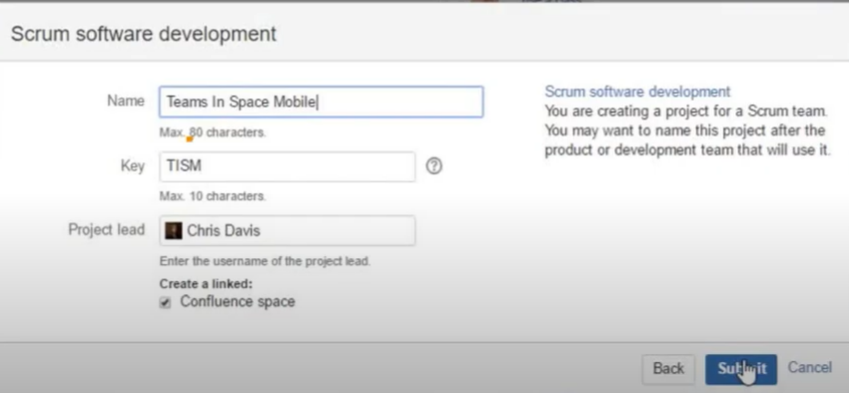 Scrum software development
Name
Teams In Space Mobile
Max. 80 characters.
Key
TISM
Max. 10 characters.
Project lead
Chris Davis
Enter the username of the project lead.
Create a linked:
Confluence space
Scrum software development
You are creating a project for a Scrum team.
You may want to name this project after the
product or development team that will use it.
Back
Submit
Cancel